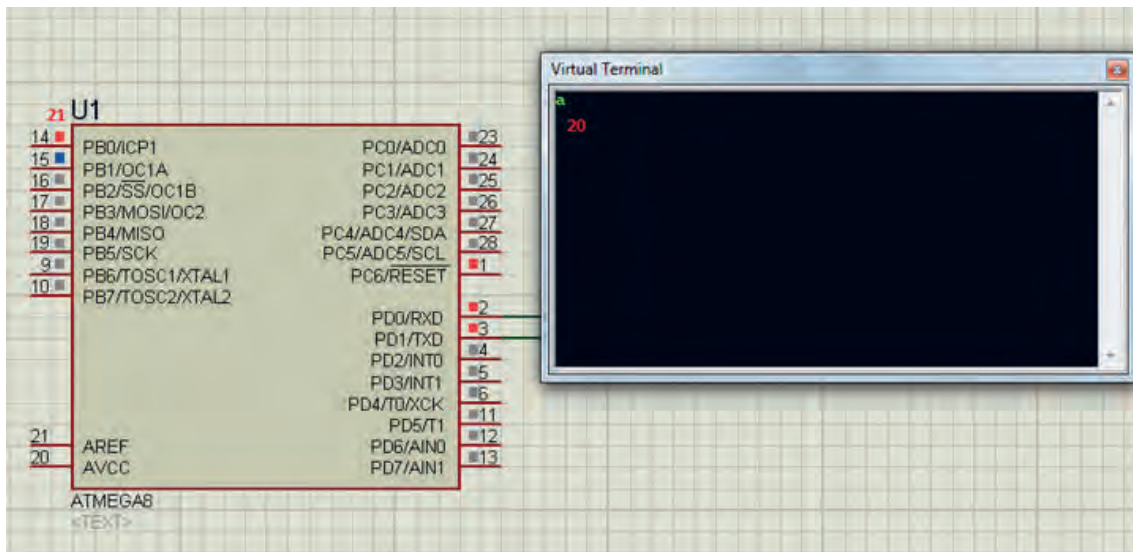 Virtual Terminal
a
20
21 U1
14 PB0/ICP1 PC0/ADC0 23
15 PB1/OC1A PC1/ADC1 24
16 PB2/SS/OC1B PC2/ADC2 25
17 PB3/MOSI/OC2 PC3/ADC3 26
18 PB4/MISO PC4/ADC4/SDA 27
19 PB5/SCK PC5/ADC5/SCL 28
9 PB6/TOSC1/XTAL1 PC6/RESET 1
10 PB7/TOSC2/XTAL2
PD0/RXD 2
PD1/TXD 3
PD2/INT0 4
PD3/INT1 5
PD4/T0/XCK 6
PD5/T1 11
21 AREF PD6/AIN0 12
20 AVCC PD7/AIN1 13
ATMEGA8
<TEXT>